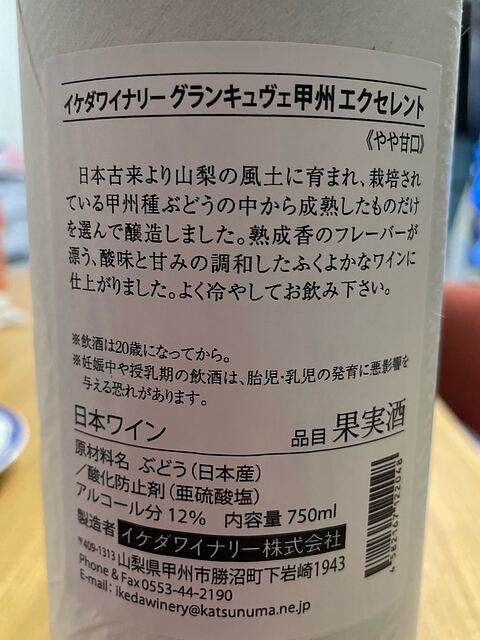 イケダワイナリー グランキュヴェ甲州 エクセレント
《やや甘口》
日本古来より山梨の風土に育まれ、栽培され
ている甲州種ぶどうの中から成熟したものだけ
を選んで醸造しました。熟成香のフレーバーが
漂う、酸味と甘みの調和したふくよかなワインに
仕上がりました。よく冷やしてお飲み下さい。
※飲酒は20歳になってから。
※妊娠中や授乳期の飲酒は、胎児・乳児の発育に悪影響を
与える恐れがあります。
日本ワイン 品目 果実酒
原材料名 ぶどう(日本産)
/酸化防止剤(亜硫酸塩)
アルコール分 12% 内容量 750ml
製造者 イケダワイナリー株式会社
〒409-1313 山梨県甲州市勝沼町下岩崎1943
Phone & Fax 0553-44-2190
E-mail: ikedawinery@katsunuma.ne.jp
4 582167 122048